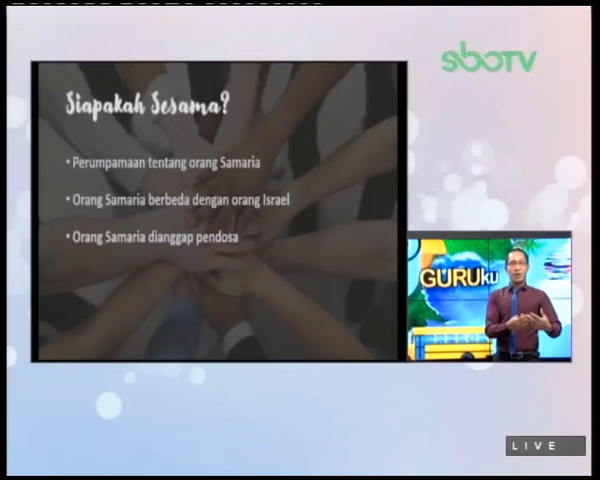 sboTV
Siapakah Sesama?
• Perumpamaan tentang orang Samaria
• Orang Samaria berbeda dengan orang Israel
• Orang Samaria dianggap pendosa
GURUku
LIVE